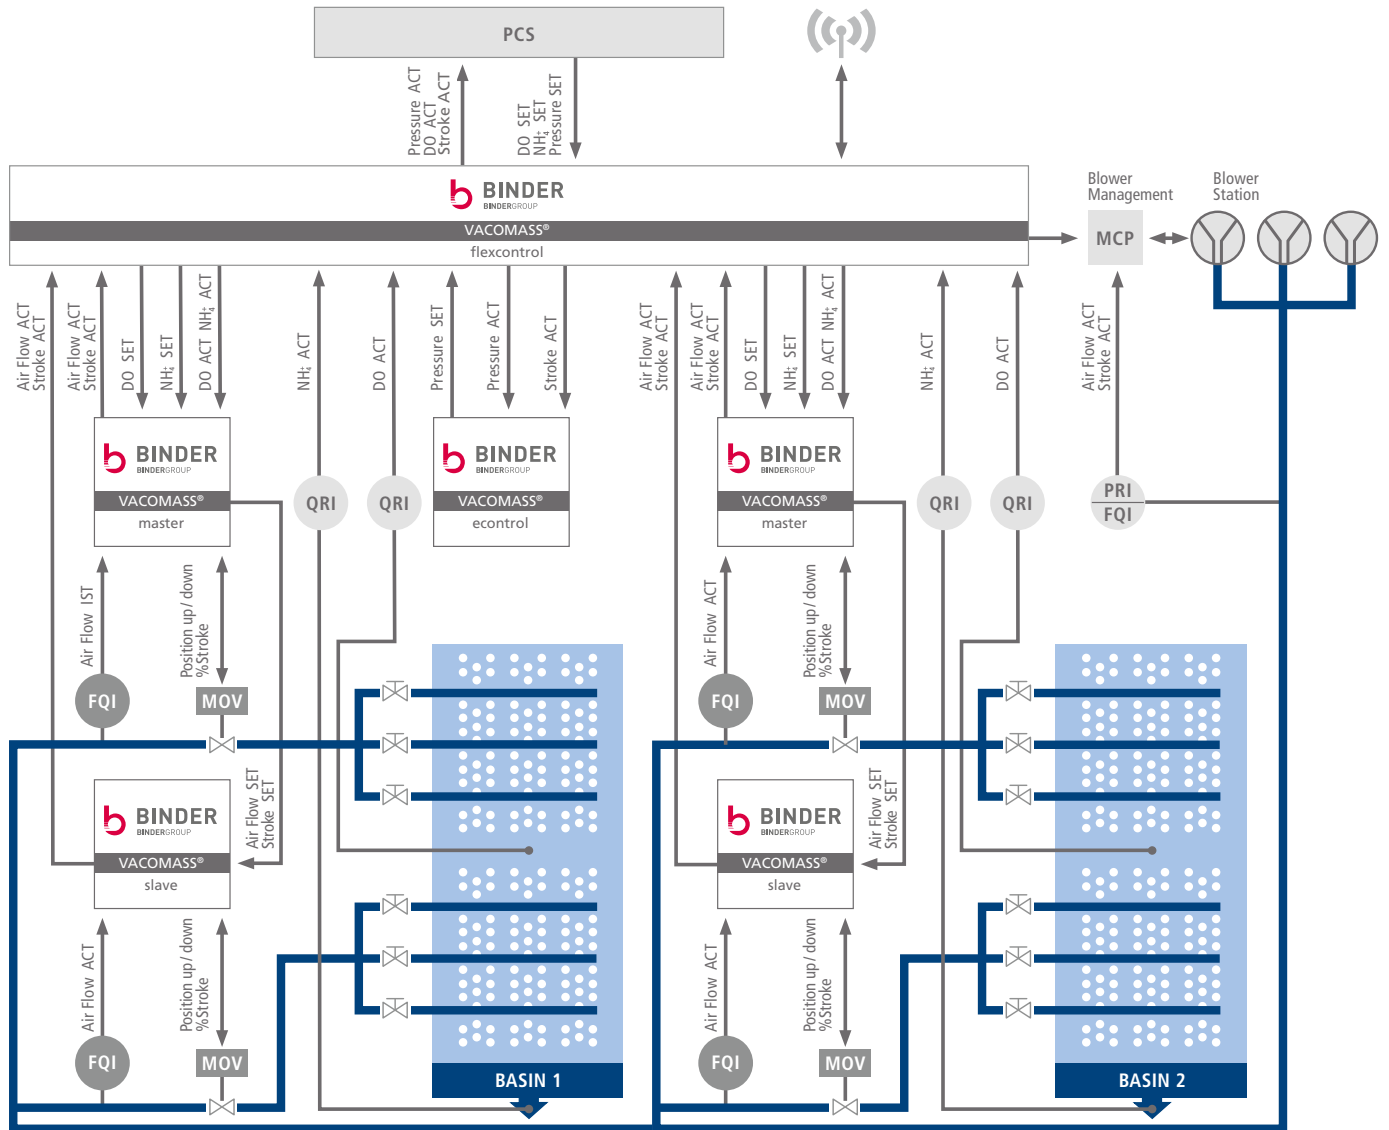 PCS
Pressure ACT
DO ACT
Stroke ACT
DO SET
NH₄⁺ SET
Pressure SET
BINDER
BINDERGROUP
VACOMASS®
flexcontrol
Blower
Management
Blower
Station
MCP
Air Flow ACT
Stroke ACT
Air Flow ACT
Stroke ACT
DO SET
NH₄⁺ SET
DO ACT NH₄⁺ ACT
NH₄⁺ ACT
DO ACT
Pressure SET
Pressure ACT
Stroke ACT
Air Flow ACT
Stroke ACT
Air Flow ACT
Stroke ACT
DO SET
NH₄⁺ SET
DO ACT NH₄⁺ ACT
NH₄⁺ ACT
DO ACT
Air Flow ACT
Stroke ACT
BINDER
BINDERGROUP
VACOMASS®
master
QRI
QRI
BINDER
BINDERGROUP
VACOMASS®
econtrol
BINDER
BINDERGROUP
VACOMASS®
master
QRI
QRI
PRI
FQI
Air Flow IST
Position up/down
%Stroke
Air Flow ACT
Position up/down
%Stroke
FQI
MOV
FQI
MOV
Air Flow SET
Stroke SET
Air Flow SET
Stroke SET
BINDER
BINDERGROUP
VACOMASS®
slave
BINDER
BINDERGROUP
VACOMASS®
slave
Air Flow ACT
Position up/down
%Stroke
Air Flow ACT
Position up/down
%Stroke
FQI
MOV
FQI
MOV
BASIN 1
BASIN 2